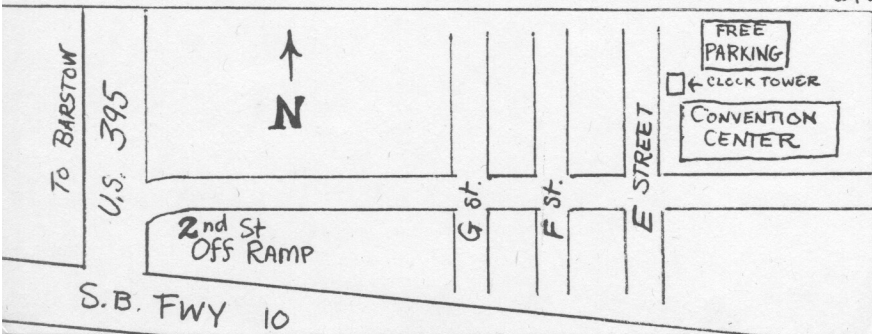 TO BARSTOW
U.S. 395
N
2nd St
Off RAMP
G St.
F St.
E STREET
FREE
PARKING
← CLOCK TOWER
CONVENTION
CENTER
S.B. FWY 10